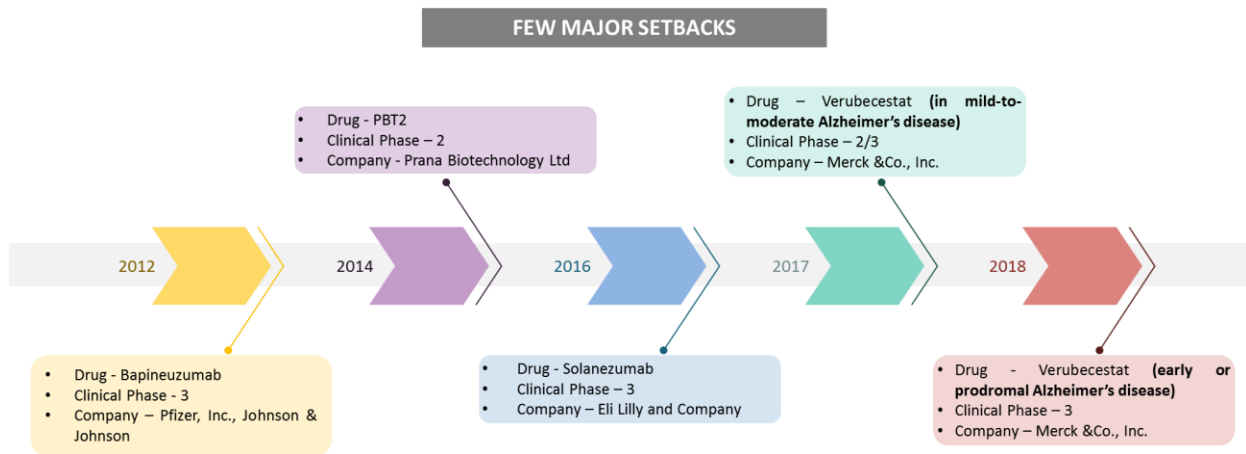 FEW MAJOR SETBACKS
• Drug - PBT2
• Clinical Phase – 2
• Company - Prana Biotechnology Ltd
• Drug – Verubecestat (in mild-to-
moderate Alzheimer's disease)
• Clinical Phase – 2/3
• Company – Merck &Co., Inc.
2012
2014
2016
2017
2018
• Drug - Bapineuzumab
• Clinical Phase - 3
• Company – Pfizer, Inc., Johnson &
Johnson
• Drug - Solanezumab
• Clinical Phase – 3
• Company – Eli Lilly and Company
• Drug - Verubecestat (early or
prodromal Alzheimer's disease)
• Clinical Phase – 3
• Company – Merck &Co., Inc.